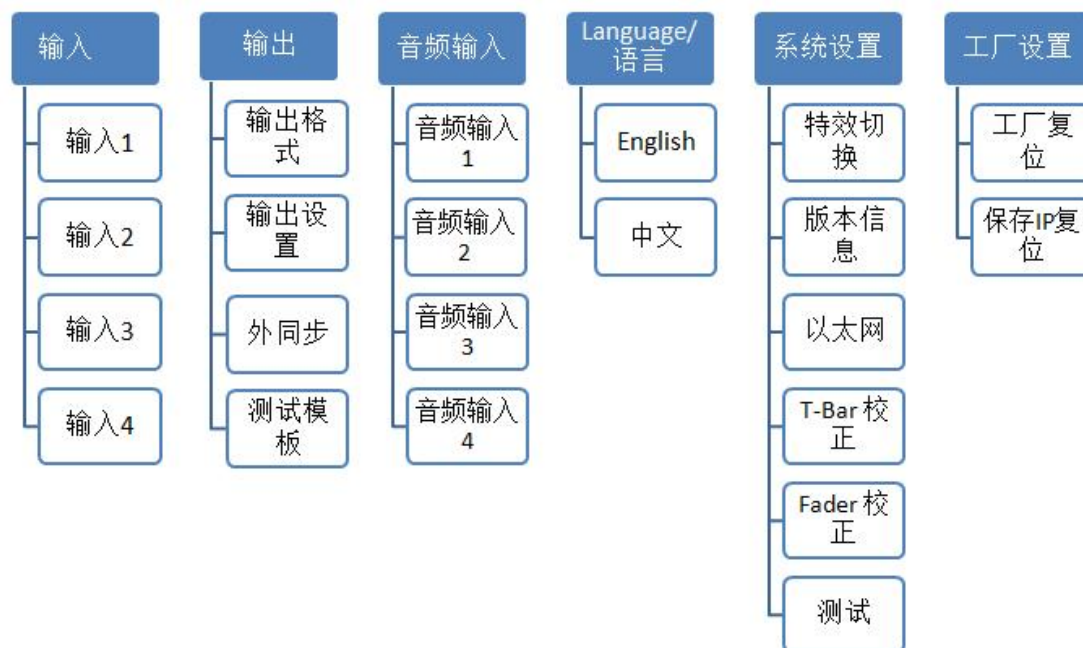 输入
输入1
输入2
输入3
输入4
输出
输出格
式
输出设
置
外同步
测试模
板
音频输入
音频输入
1
音频输入
2
音频输入
3
音频输入
4
Language/
语言
English
中文
系统设置
特效切
换
版本信
息
以太网
T-Bar 校
正
Fader 校
正
测试
工厂设置
工厂复
位
保存IP复
位